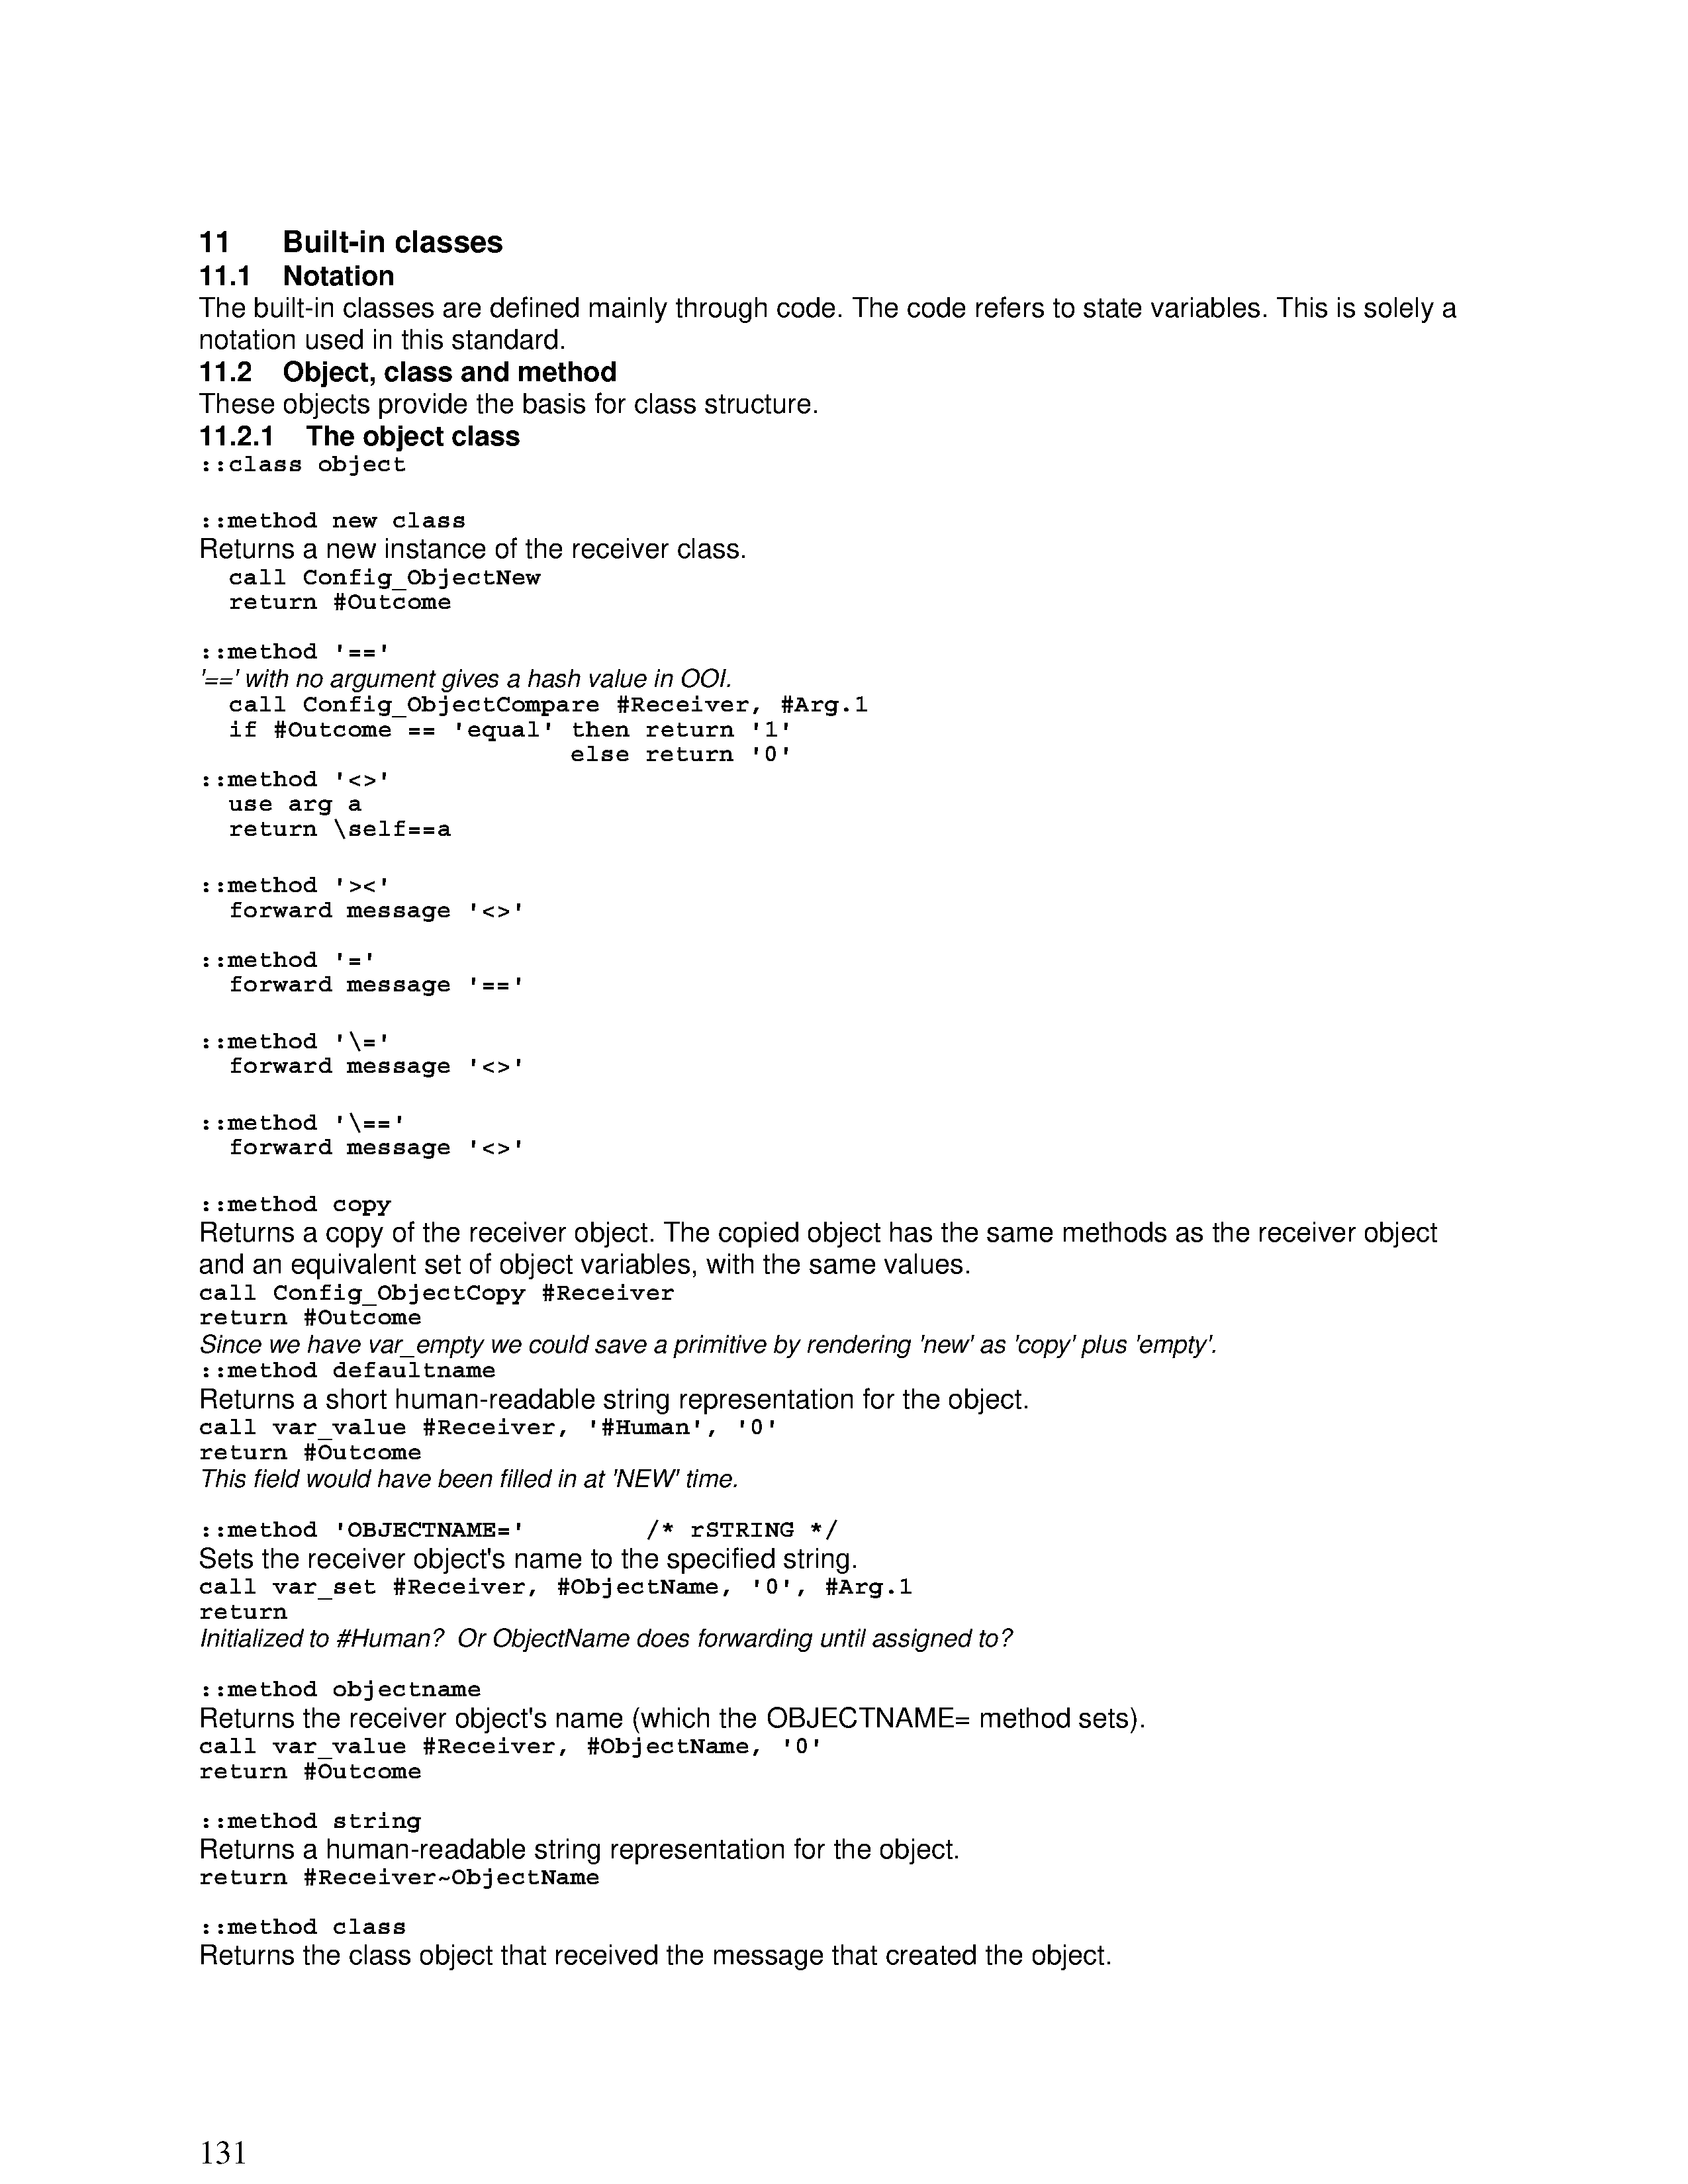 11 Built-in classes
11.1 Notation
The built-in classes are defined mainly through code. The code refers to state variables. This is solely a
notation used in this standard.
11.2 Object, class and method
These objects provide the basis for class structure.
11.2.1 The object class
::class object
::method new class
Returns a new instance of the receiver class.
call Config_ObjectNew
return #Outcome
::method '=='
'==' with no argument gives a hash value in OOI.
call Config_ObjectCompare #Receiver, #Arg.1
if #Outcome == 'equal' then return '1'
else return '0'
::method '<>'
use arg a
return \self==a
::method '><'
forward message '<>'
::method '='
forward message '=='
::method '\='
forward message '<>'
::method '\=='
forward message '<>'
::method copy
Returns a copy of the receiver object. The copied object has the same methods as the receiver object
and an equivalent set of object variables, with the same values.
call Config_ObjectCopy #Receiver
return #Outcome
Since we have var_empty we could save a primitive by rendering 'new' as 'copy' plus 'empty'.
::method defaultname
Returns a short human-readable string representation for the object.
call var_value #Receiver, '#Human', '0'
return #Outcome
This field would have been filled in at 'NEW' time.
::method 'OBJECTNAME=' /* rSTRING */
Sets the receiver object's name to the specified string.
call var_set #Receiver, #ObjectName, '0', #Arg.1
return
Initialized to #Human? Or ObjectName does forwarding until assigned to?
::method objectname
Returns the receiver object's name (which the OBJECTNAME= method sets).
call var_value #Receiver, #ObjectName, '0'
return #Outcome
::method string
Returns a human-readable string representation for the object.
return #Receiver~ObjectName
::method class
Returns the class object that received the message that created the object.
131